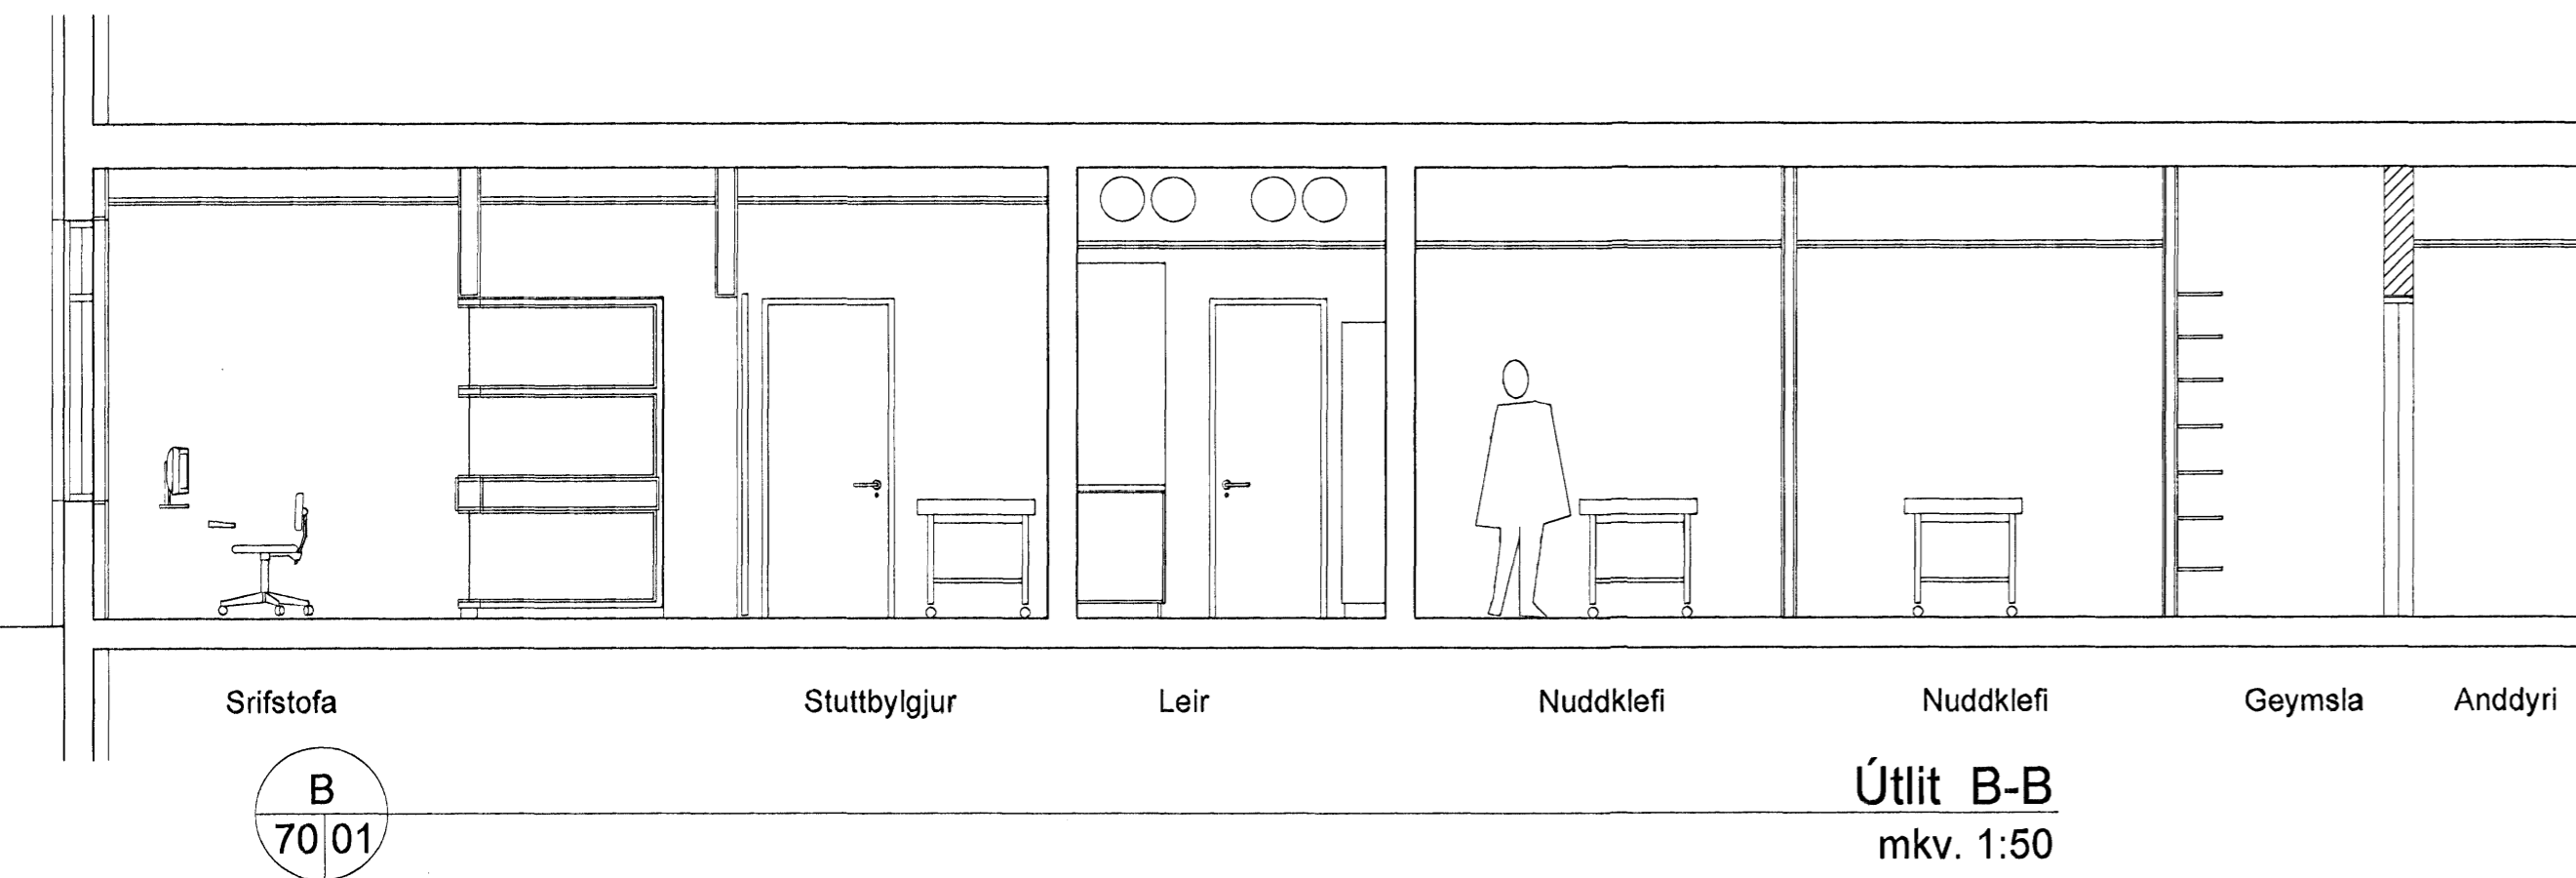 Srifstofa
Stuttbylgjur
Leir
Nuddklefi
Nuddklefi
Geymsla
Anddyri
B
70 01
Útlit B-B
mkv. 1:50